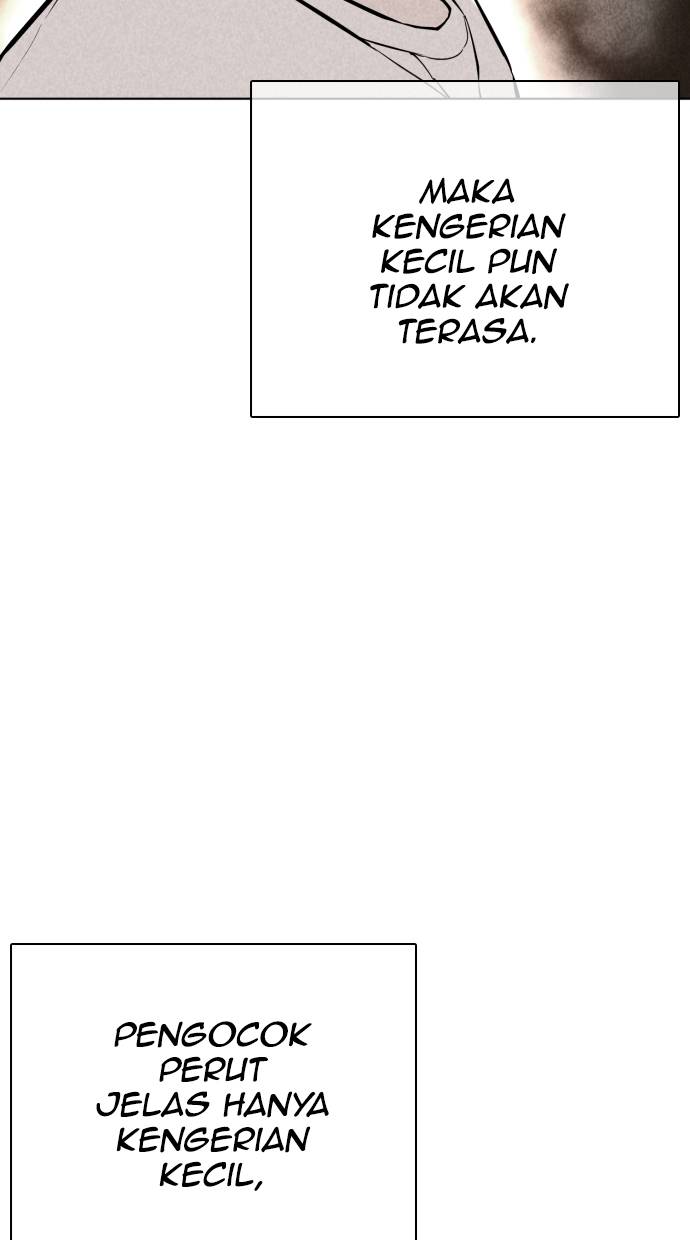 MAKA
KENGERIAN
KECIL PUN
TIDAK AKAN
TERASA.
PENGOCOK
PERUT
JELAS HANYA
KENGERIAN
KECIL,